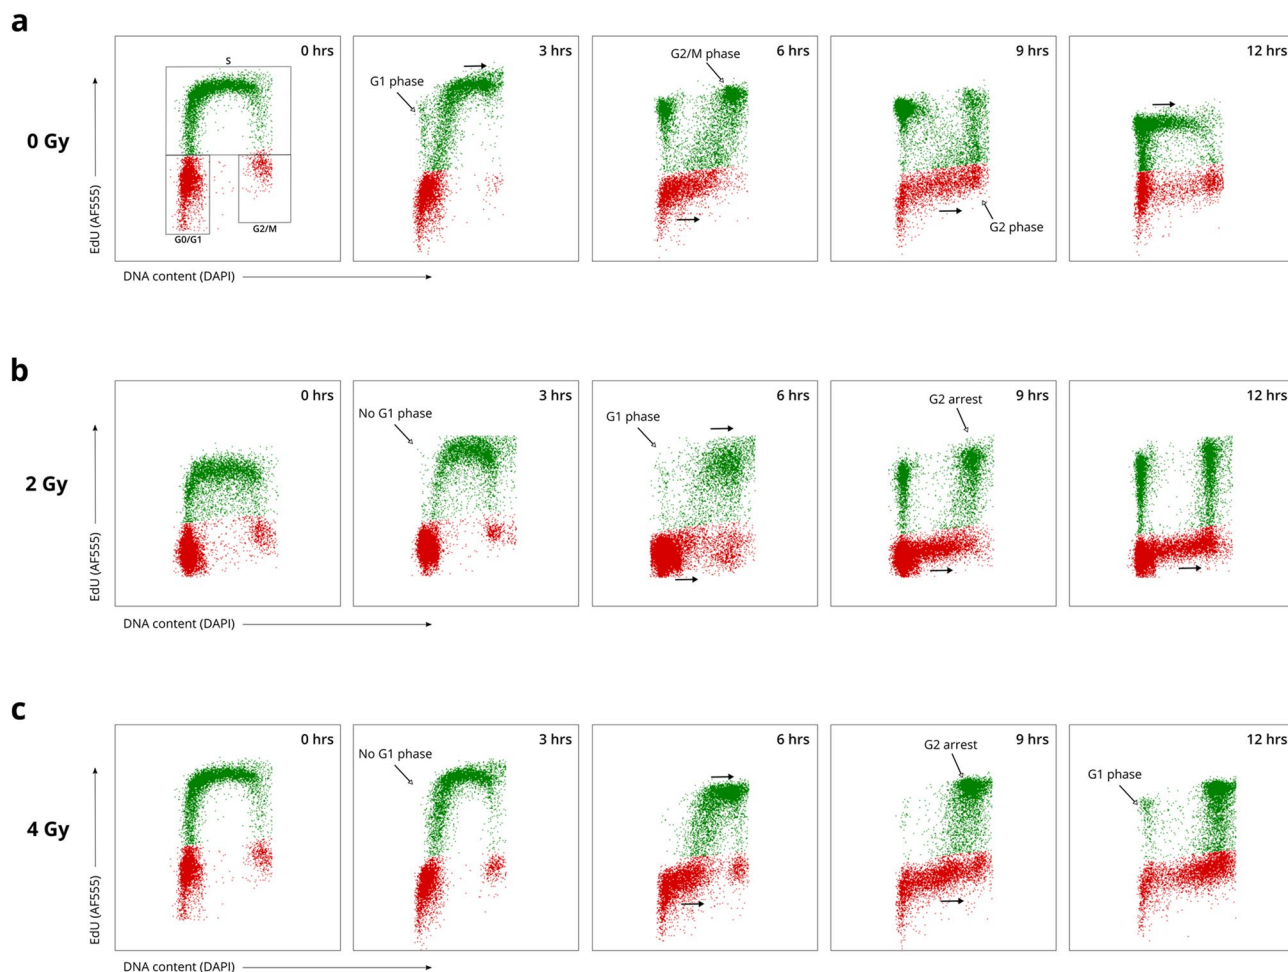 a
0 Gy
EdU (AF555)
0 hrs
S
G0/G1
G2/M
3 hrs
G1 phase
6 hrs
G2/M phase
9 hrs
G2 phase
12 hrs
DNA content (DAPI)
b
2 Gy
EdU (AF555)
0 hrs
3 hrs
No G1 phase
6 hrs
G1 phase
9 hrs
G2 arrest
12 hrs
DNA content (DAPI)
c
4 Gy
EdU (AF555)
0 hrs
3 hrs
No G1 phase
6 hrs
9 hrs
G2 arrest
12 hrs
G1 phase
DNA content (DAPI)